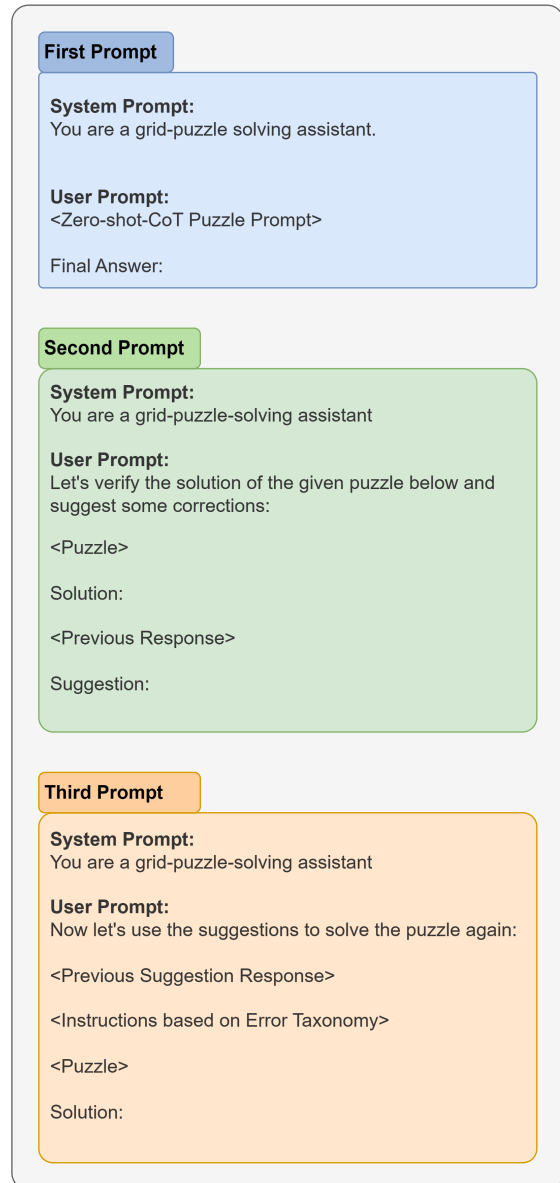 First Prompt
System Prompt:
You are a grid-puzzle solving assistant.
User Prompt:
<Zero-shot-CoT Puzzle Prompt>
Final Answer:
Second Prompt
System Prompt:
You are a grid-puzzle-solving assistant
User Prompt:
Let's verify the solution of the given puzzle below and
suggest some corrections:
<Puzzle>
Solution:
<Previous Response>
Suggestion:
Third Prompt
System Prompt:
You are a grid-puzzle-solving assistant
User Prompt:
Now let's use the suggestions to solve the puzzle again:
<Previous Suggestion Response>
<Instructions based on Error Taxonomy>
<Puzzle>
Solution: